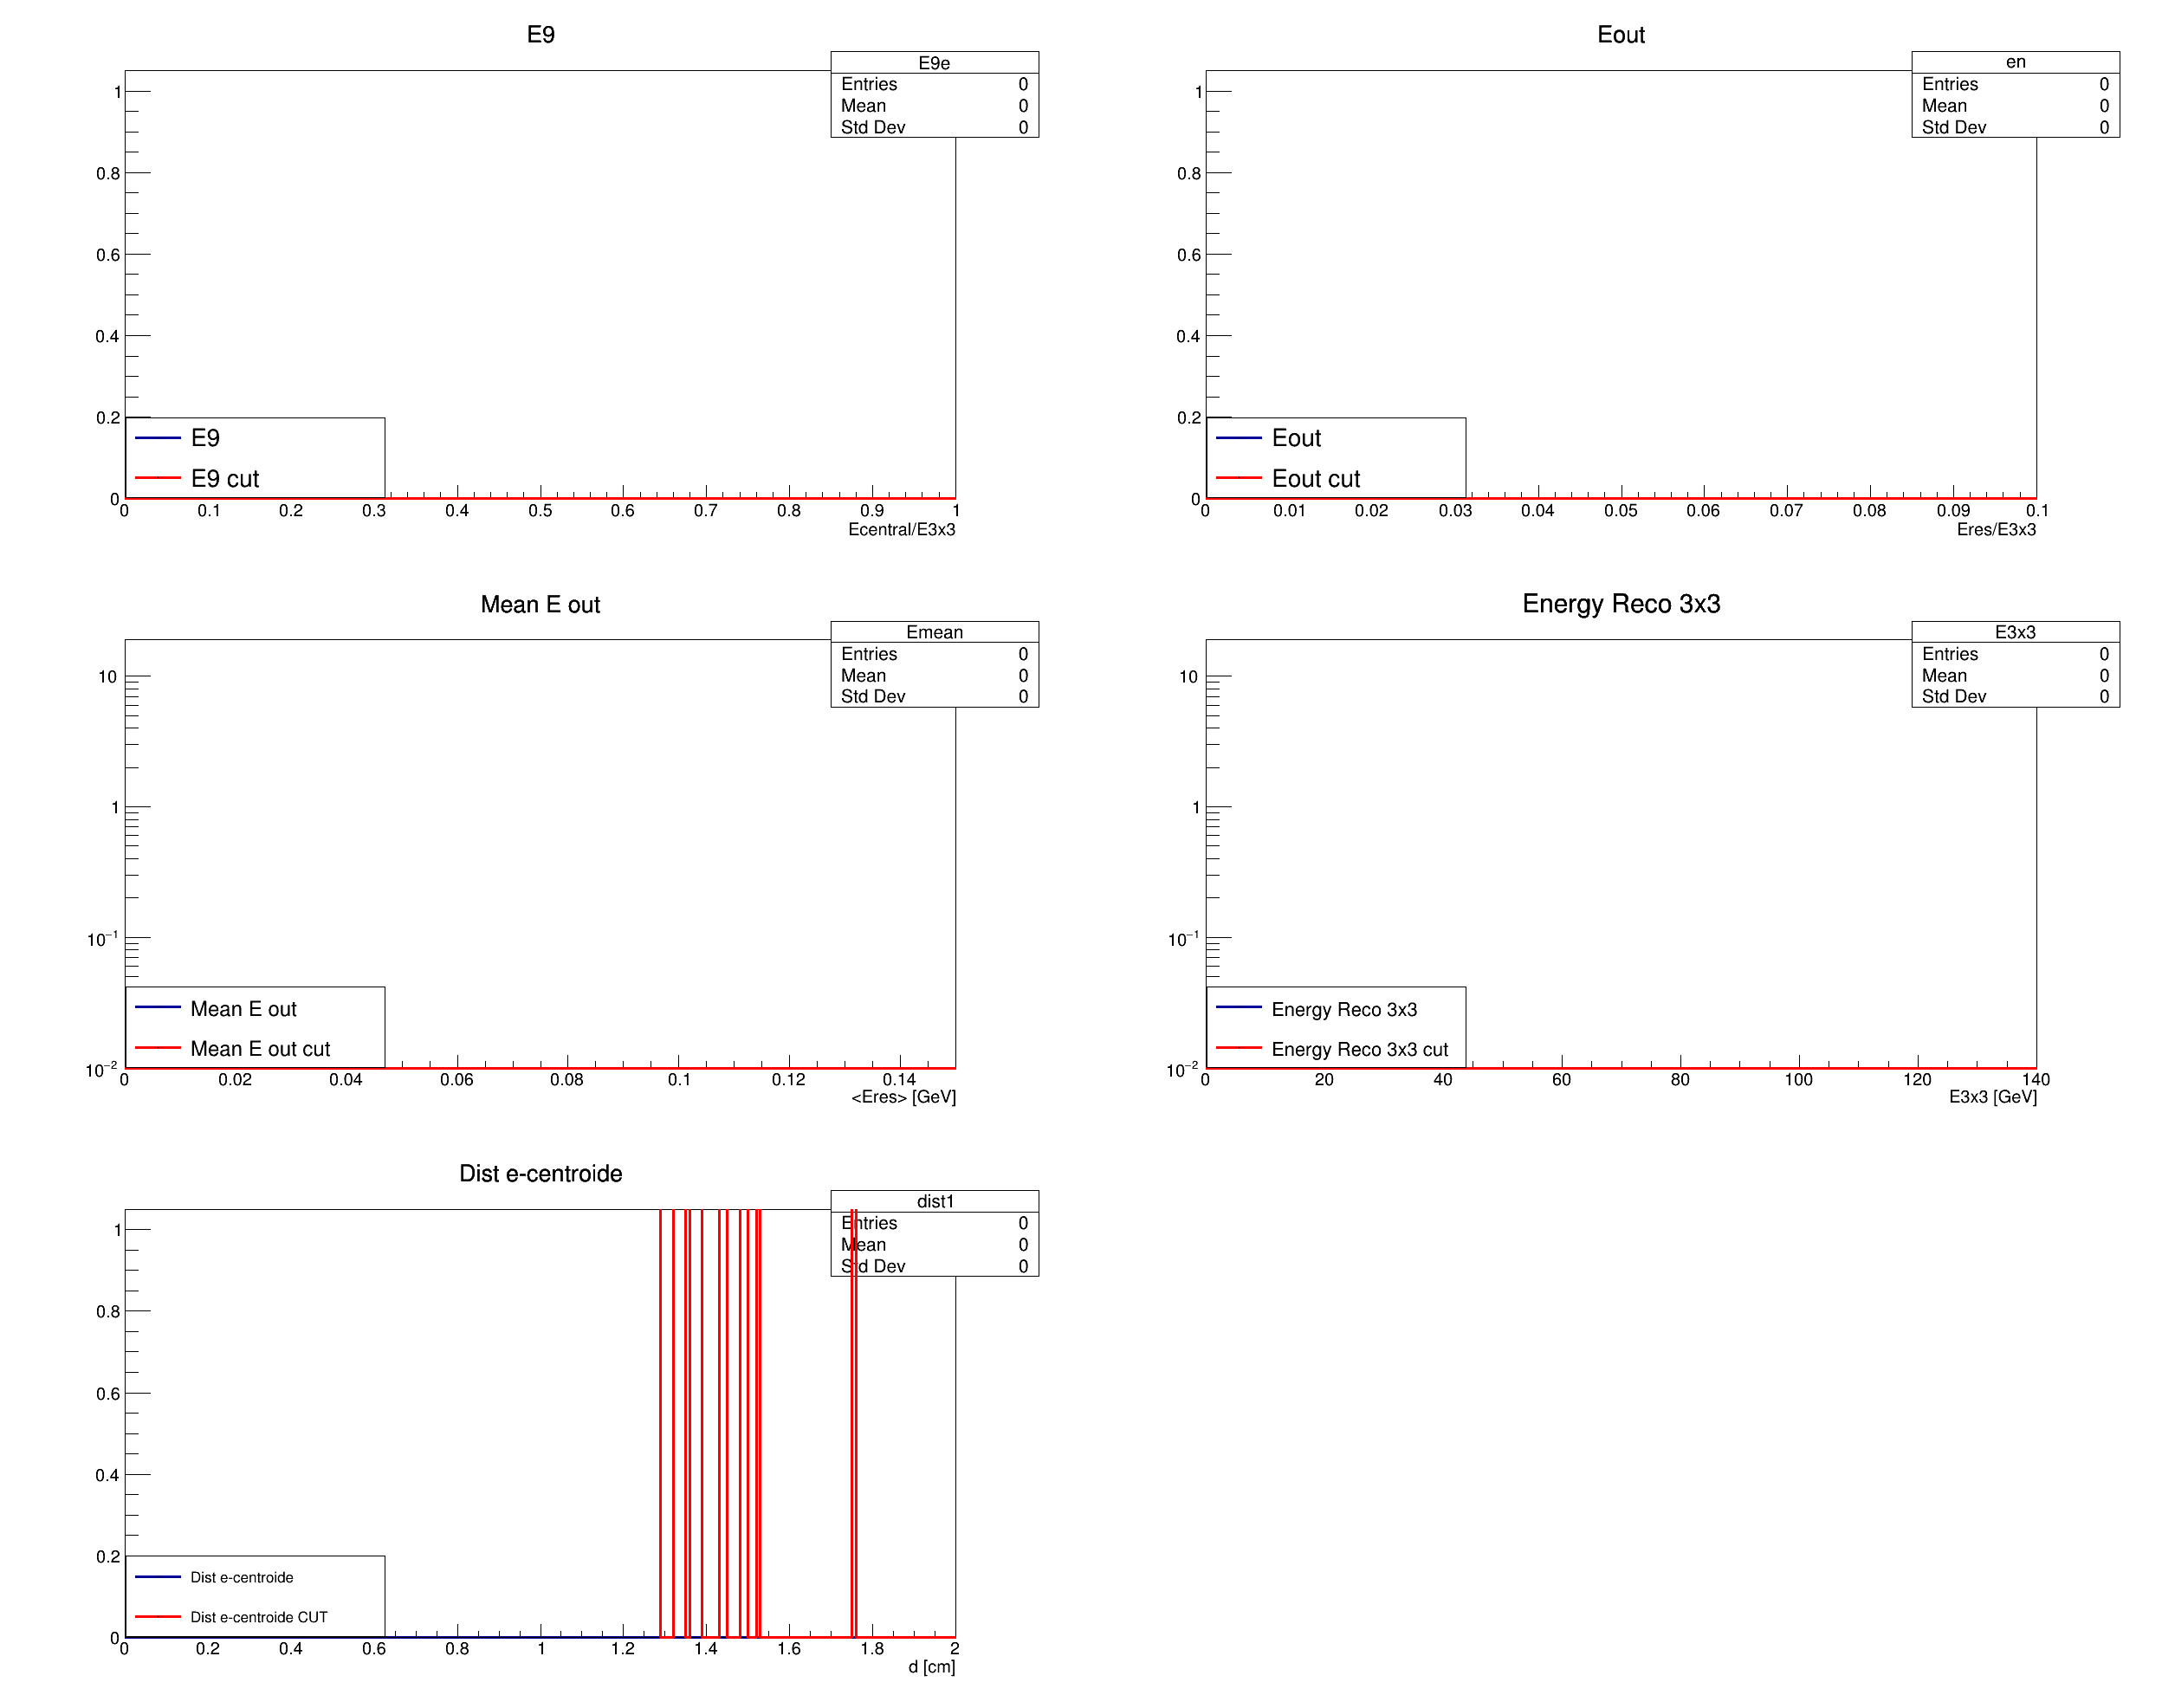 E9
E9e
Entries 0
Mean 0
Std Dev 0
1
0.8
0.6
0.4
0.2
0
E9
E9 cut
0 0.1 0.2 0.3 0.4 0.5 0.6 0.7 0.8 0.9 1
Ecentral/E3x3
Eout
en
Entries 0
Mean 0
Std Dev 0
1
0.8
0.6
0.4
0.2
0
Eout
Eout cut
0 0.01 0.02 0.03 0.04 0.05 0.06 0.07 0.08 0.09 0.1
Eres/E3x3
Mean E out
Emean
Entries 0
Mean 0
Std Dev 0
10
1
10⁻¹
10⁻²
Mean E out
Mean E out cut
0 0.02 0.04 0.06 0.08 0.1 0.12 0.14
<Eres> [GeV]
Energy Reco 3x3
E3x3
Entries 0
Mean 0
Std Dev 0
10
1
10⁻¹
10⁻²
Energy Reco 3x3
Energy Reco 3x3 cut
0 20 40 60 80 100 120 140
E3x3 [GeV]
Dist e-centroide
dist1
Entries 0
Mean 0
Std Dev 0
1
0.8
0.6
0.4
0.2
0
Dist e-centroide
Dist e-centroide CUT
0 0.2 0.4 0.6 0.8 1 1.2 1.4 1.6 1.8 2
d [cm]